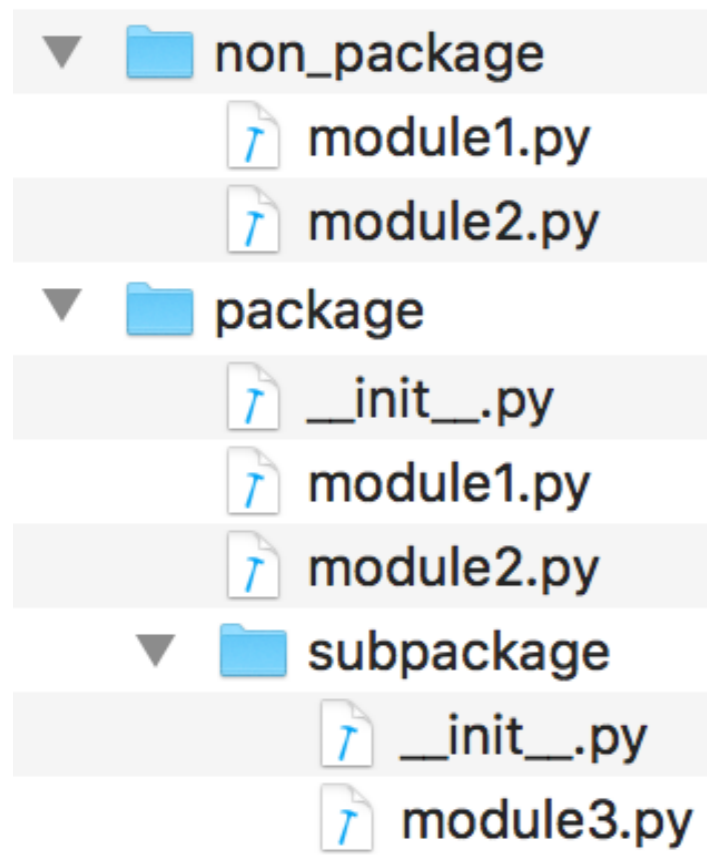 non_package
module1.py
module2.py
package
__init__.py
module1.py
module2.py
subpackage
__init__.py
module3.py